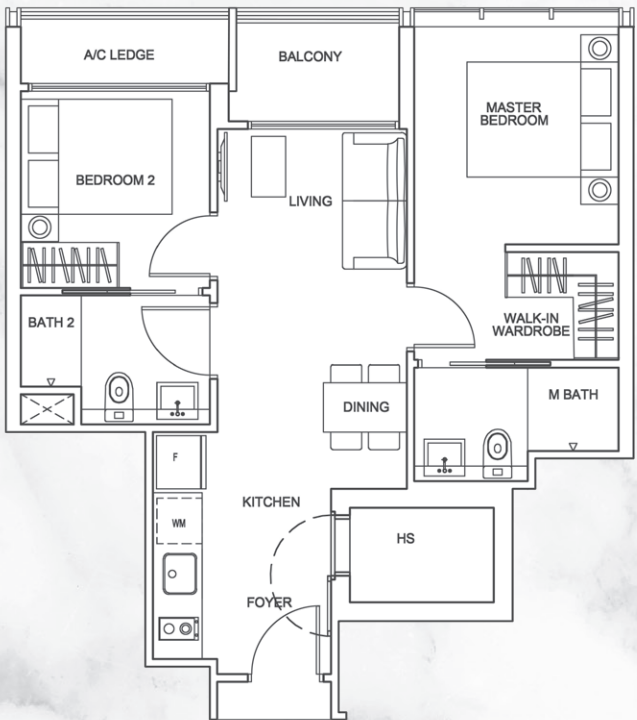 A/C LEDGE
BALCONY
MASTER
BEDROOM
BEDROOM 2
LIVING
BATH 2
WALK-IN
WARDROBE
DINING
M BATH
F
KITCHEN
WM
HS
FOYER